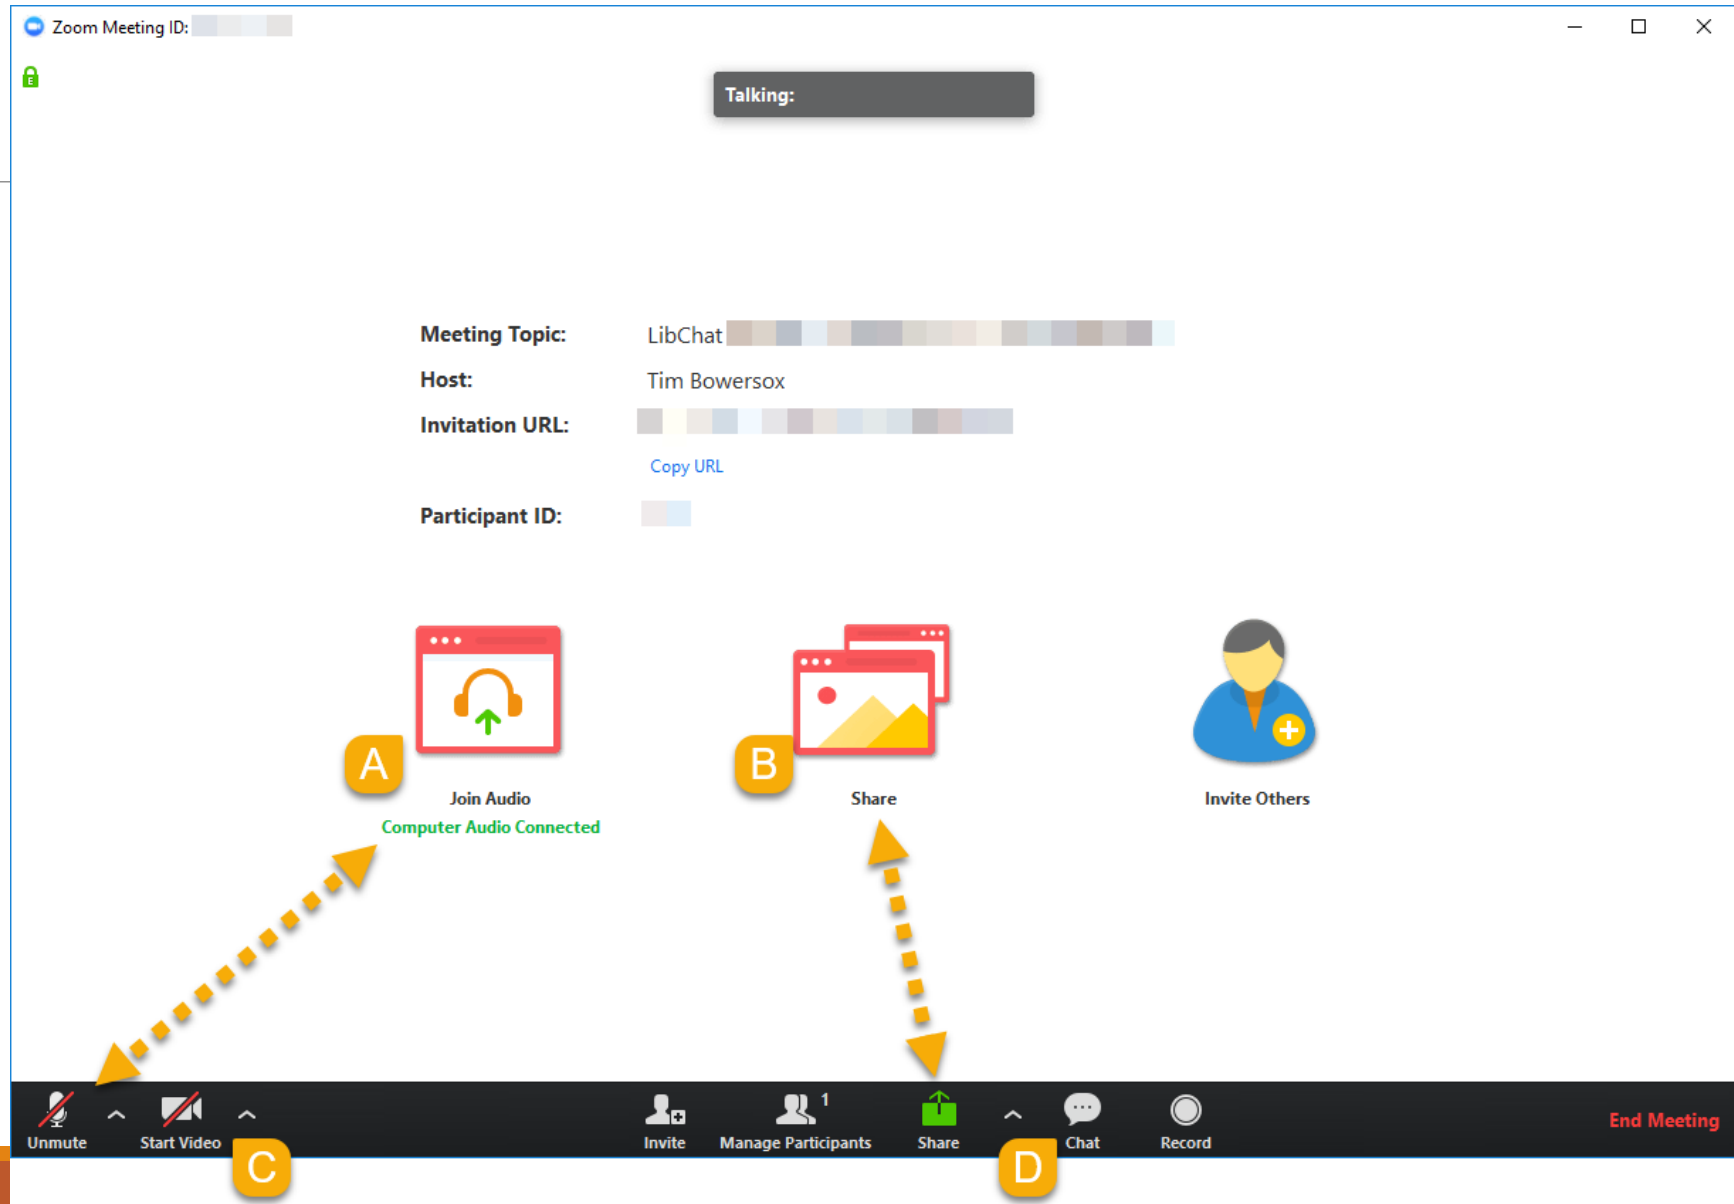 Zoom Meeting ID:
E
Talking:
Meeting Topic: LibChat
Host: Tim Bowersox
Invitation URL:
Copy URL
Participant ID:
A
B
Join Audio
Share
Invite Others
Computer Audio Connected
1
Unmute
Start Video
Invite
Manage Participants
Share
Chat
Record
End Meeting
C
D